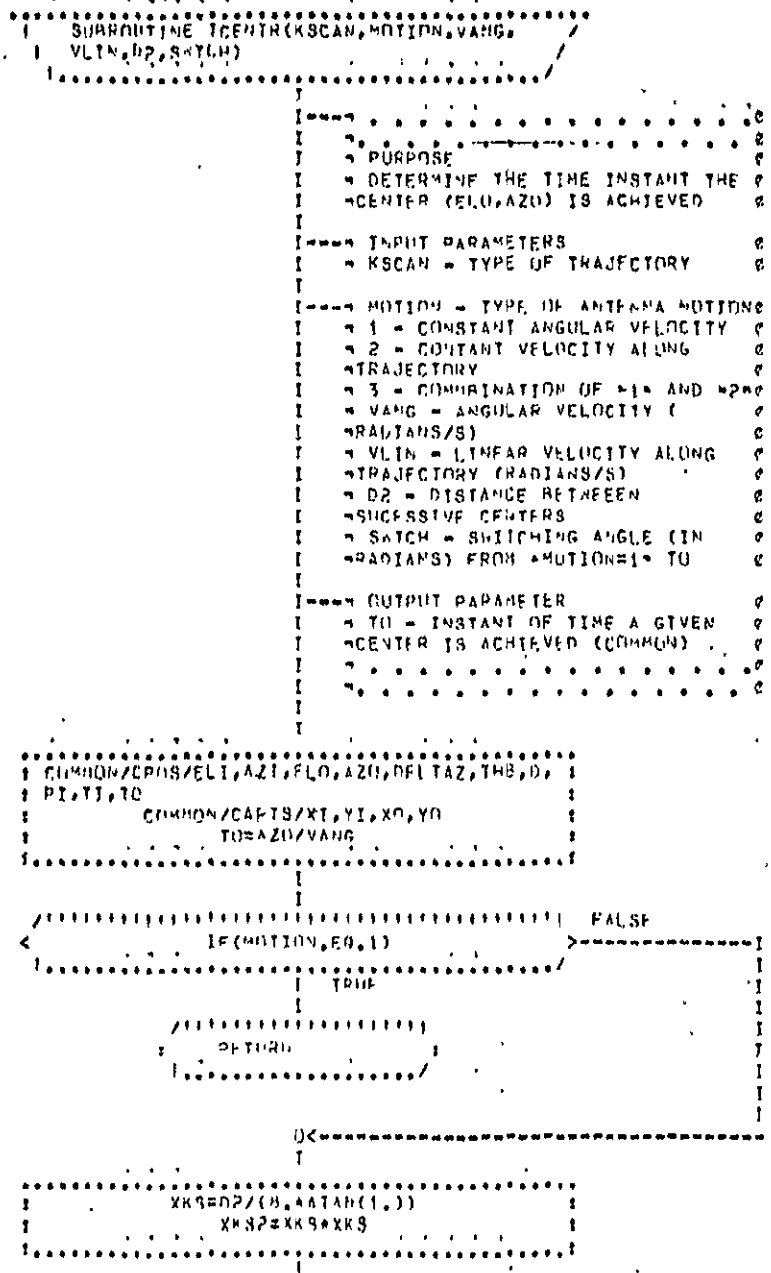 SUBROUTINE TCENTR(KSCAN,MOTION,VANG,
VLIN,D2,SWTCH)
PURPOSE
DETERMINE THE TIME INSTANT THE
CENTER (ELO,AZO) IS ACHIEVED
INPUT PARAMETERS
KSCAN = TYPE OF TRAJECTORY
MOTION = TYPE OF ANTENNA MOTION
1 = CONSTANT ANGULAR VELOCITY
2 = CONTANT VELOCITY ALONG
TRAJECTORY
3 = COMMBINATION OF *1* AND *2*
VANG = ANGULAR VELOCITY (
RADIANS/S)
VLIN = LINEAR VELOCITY ALONG
TRAJECTORY (RADIANS/S)
D2 = DISTANCE BETWEEEN
SUCESSIVE CENTERS
SWTCH = SWITCHING ANGLE (IN
RADIANS) FROM *MOTION=1* TO
OUTPUT PARAMETER
TO = INSTANT OF TIME A GIVEN
CENTER IS ACHIEVED (COMMON)
COMMON/CPOS/ELI,AZI,ELO,AZO,DELTAZ,THB,D,
PI,TI,TO
COMMON/CARTS/XI,YI,XO,YO
TO=AZO/VANG
IF(MOTION.EQ.1) FALSE
TRUE
RETURN
XKS=D2/(8.*ATAN(1.))
XKS2=XKS*XKS